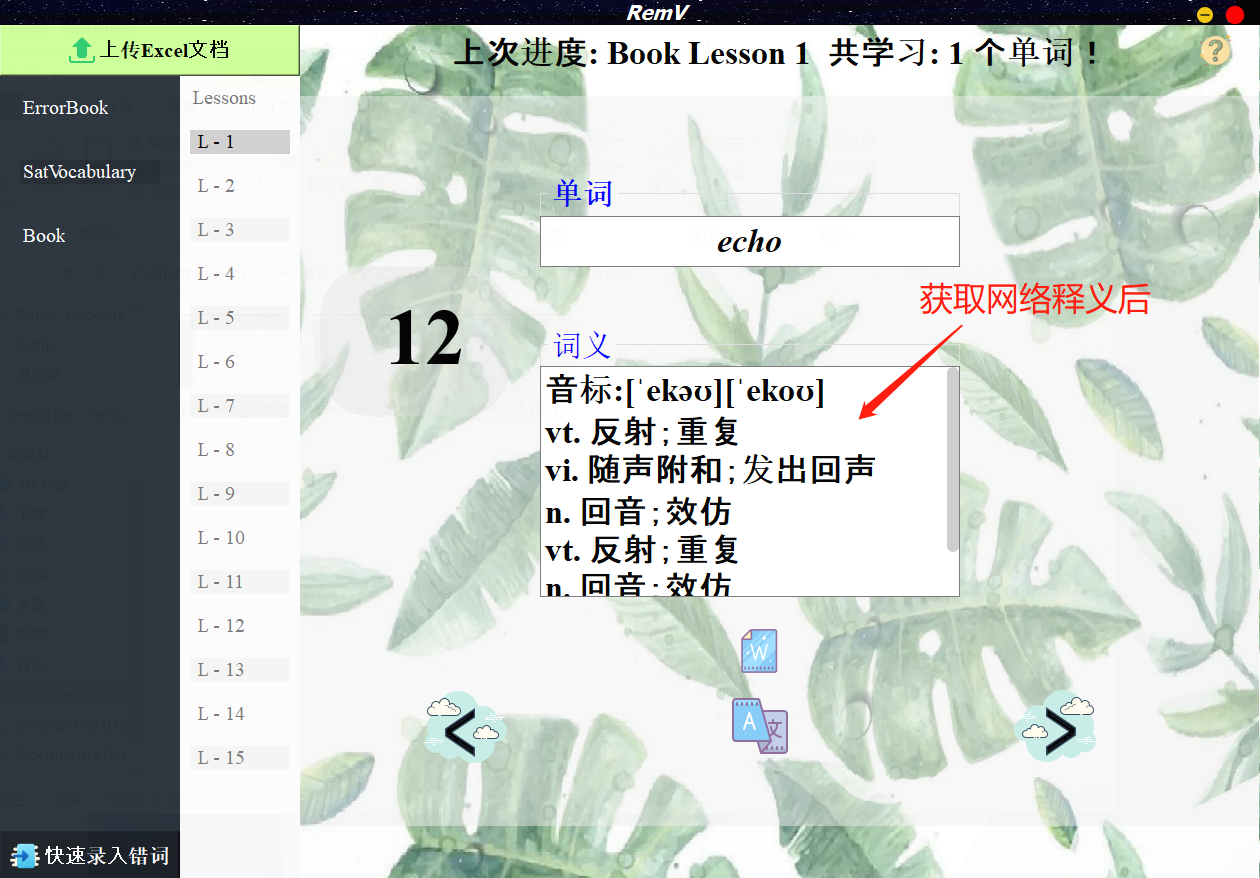 RemV
上传Excel文档
上次进度: Book Lesson 1 共学习: 1 个单词！
?
ErrorBook
SatVocabulary
Book
Lessons
L - 1
L - 2
L - 3
L - 4
L - 5
L - 6
L - 7
L - 8
L - 9
L - 10
L - 11
L - 12
L - 13
L - 14
L - 15
快速录入错词
12
单词
echo
获取网络释义后
词义
音标:[ˈekəʊ][ˈekoʊ]
vt. 反射;重复
vi. 随声附和;发出回声
n. 回音;效仿
vt. 反射;重复
n. 回音;效仿
W
A 文
<
>